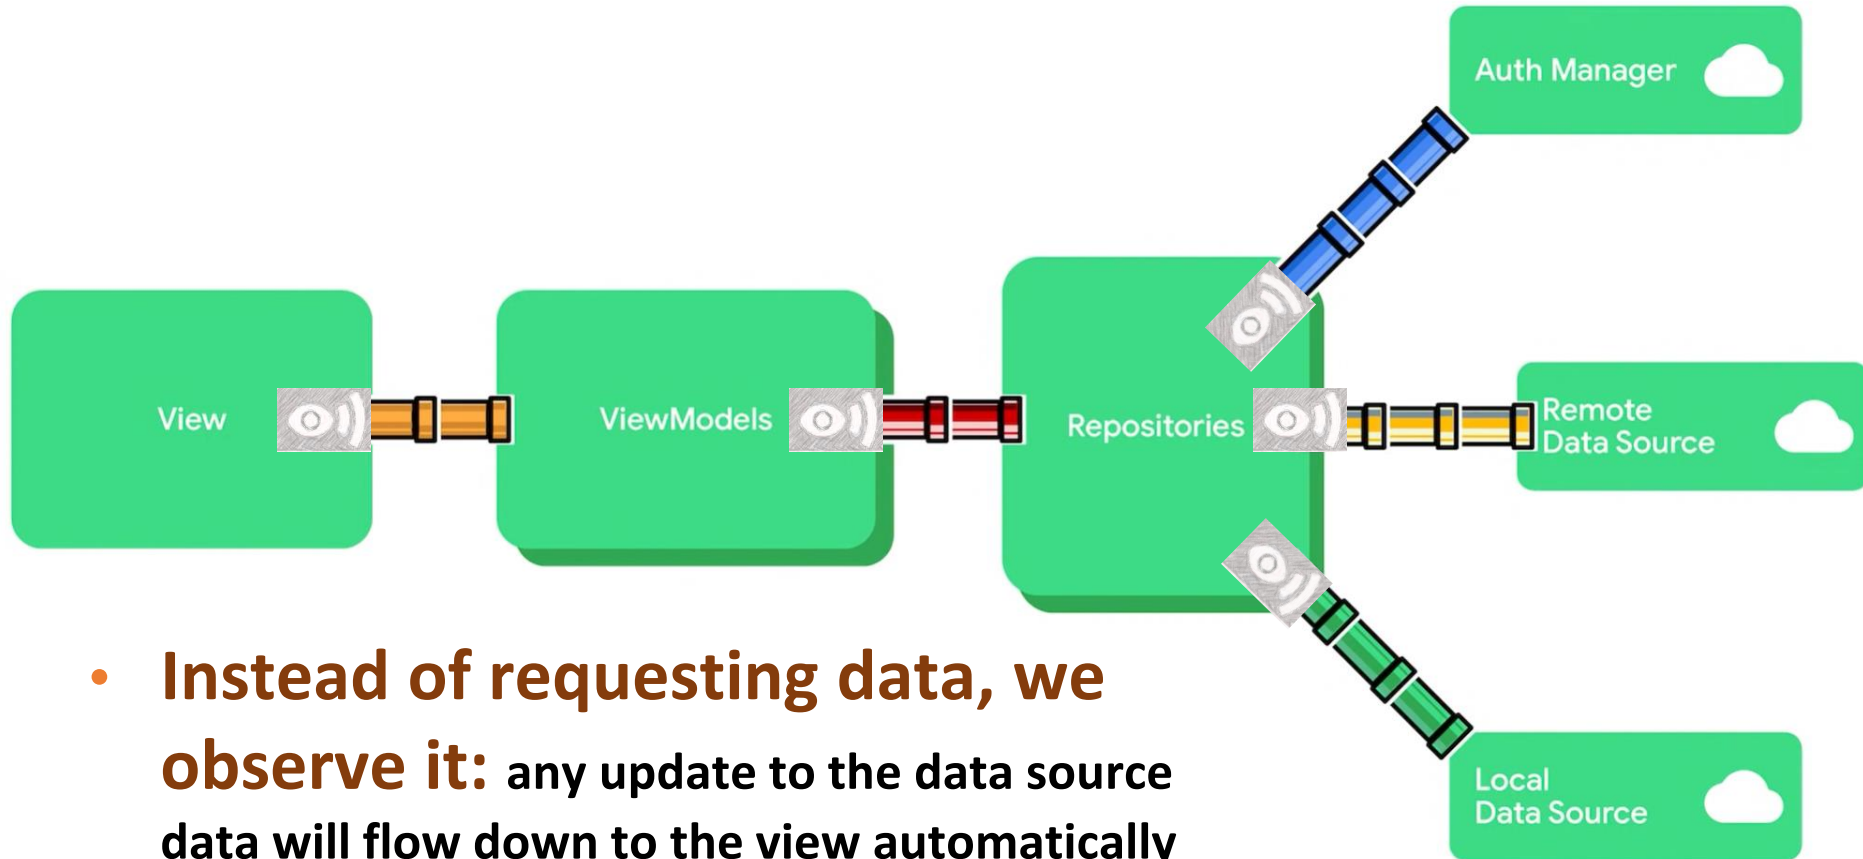 Auth Manager
View
ViewModels
Repositories
Remote
Data Source
• Instead of requesting data, we
observe it: any update to the data source
data will flow down to the view automatically
Local
Data Source